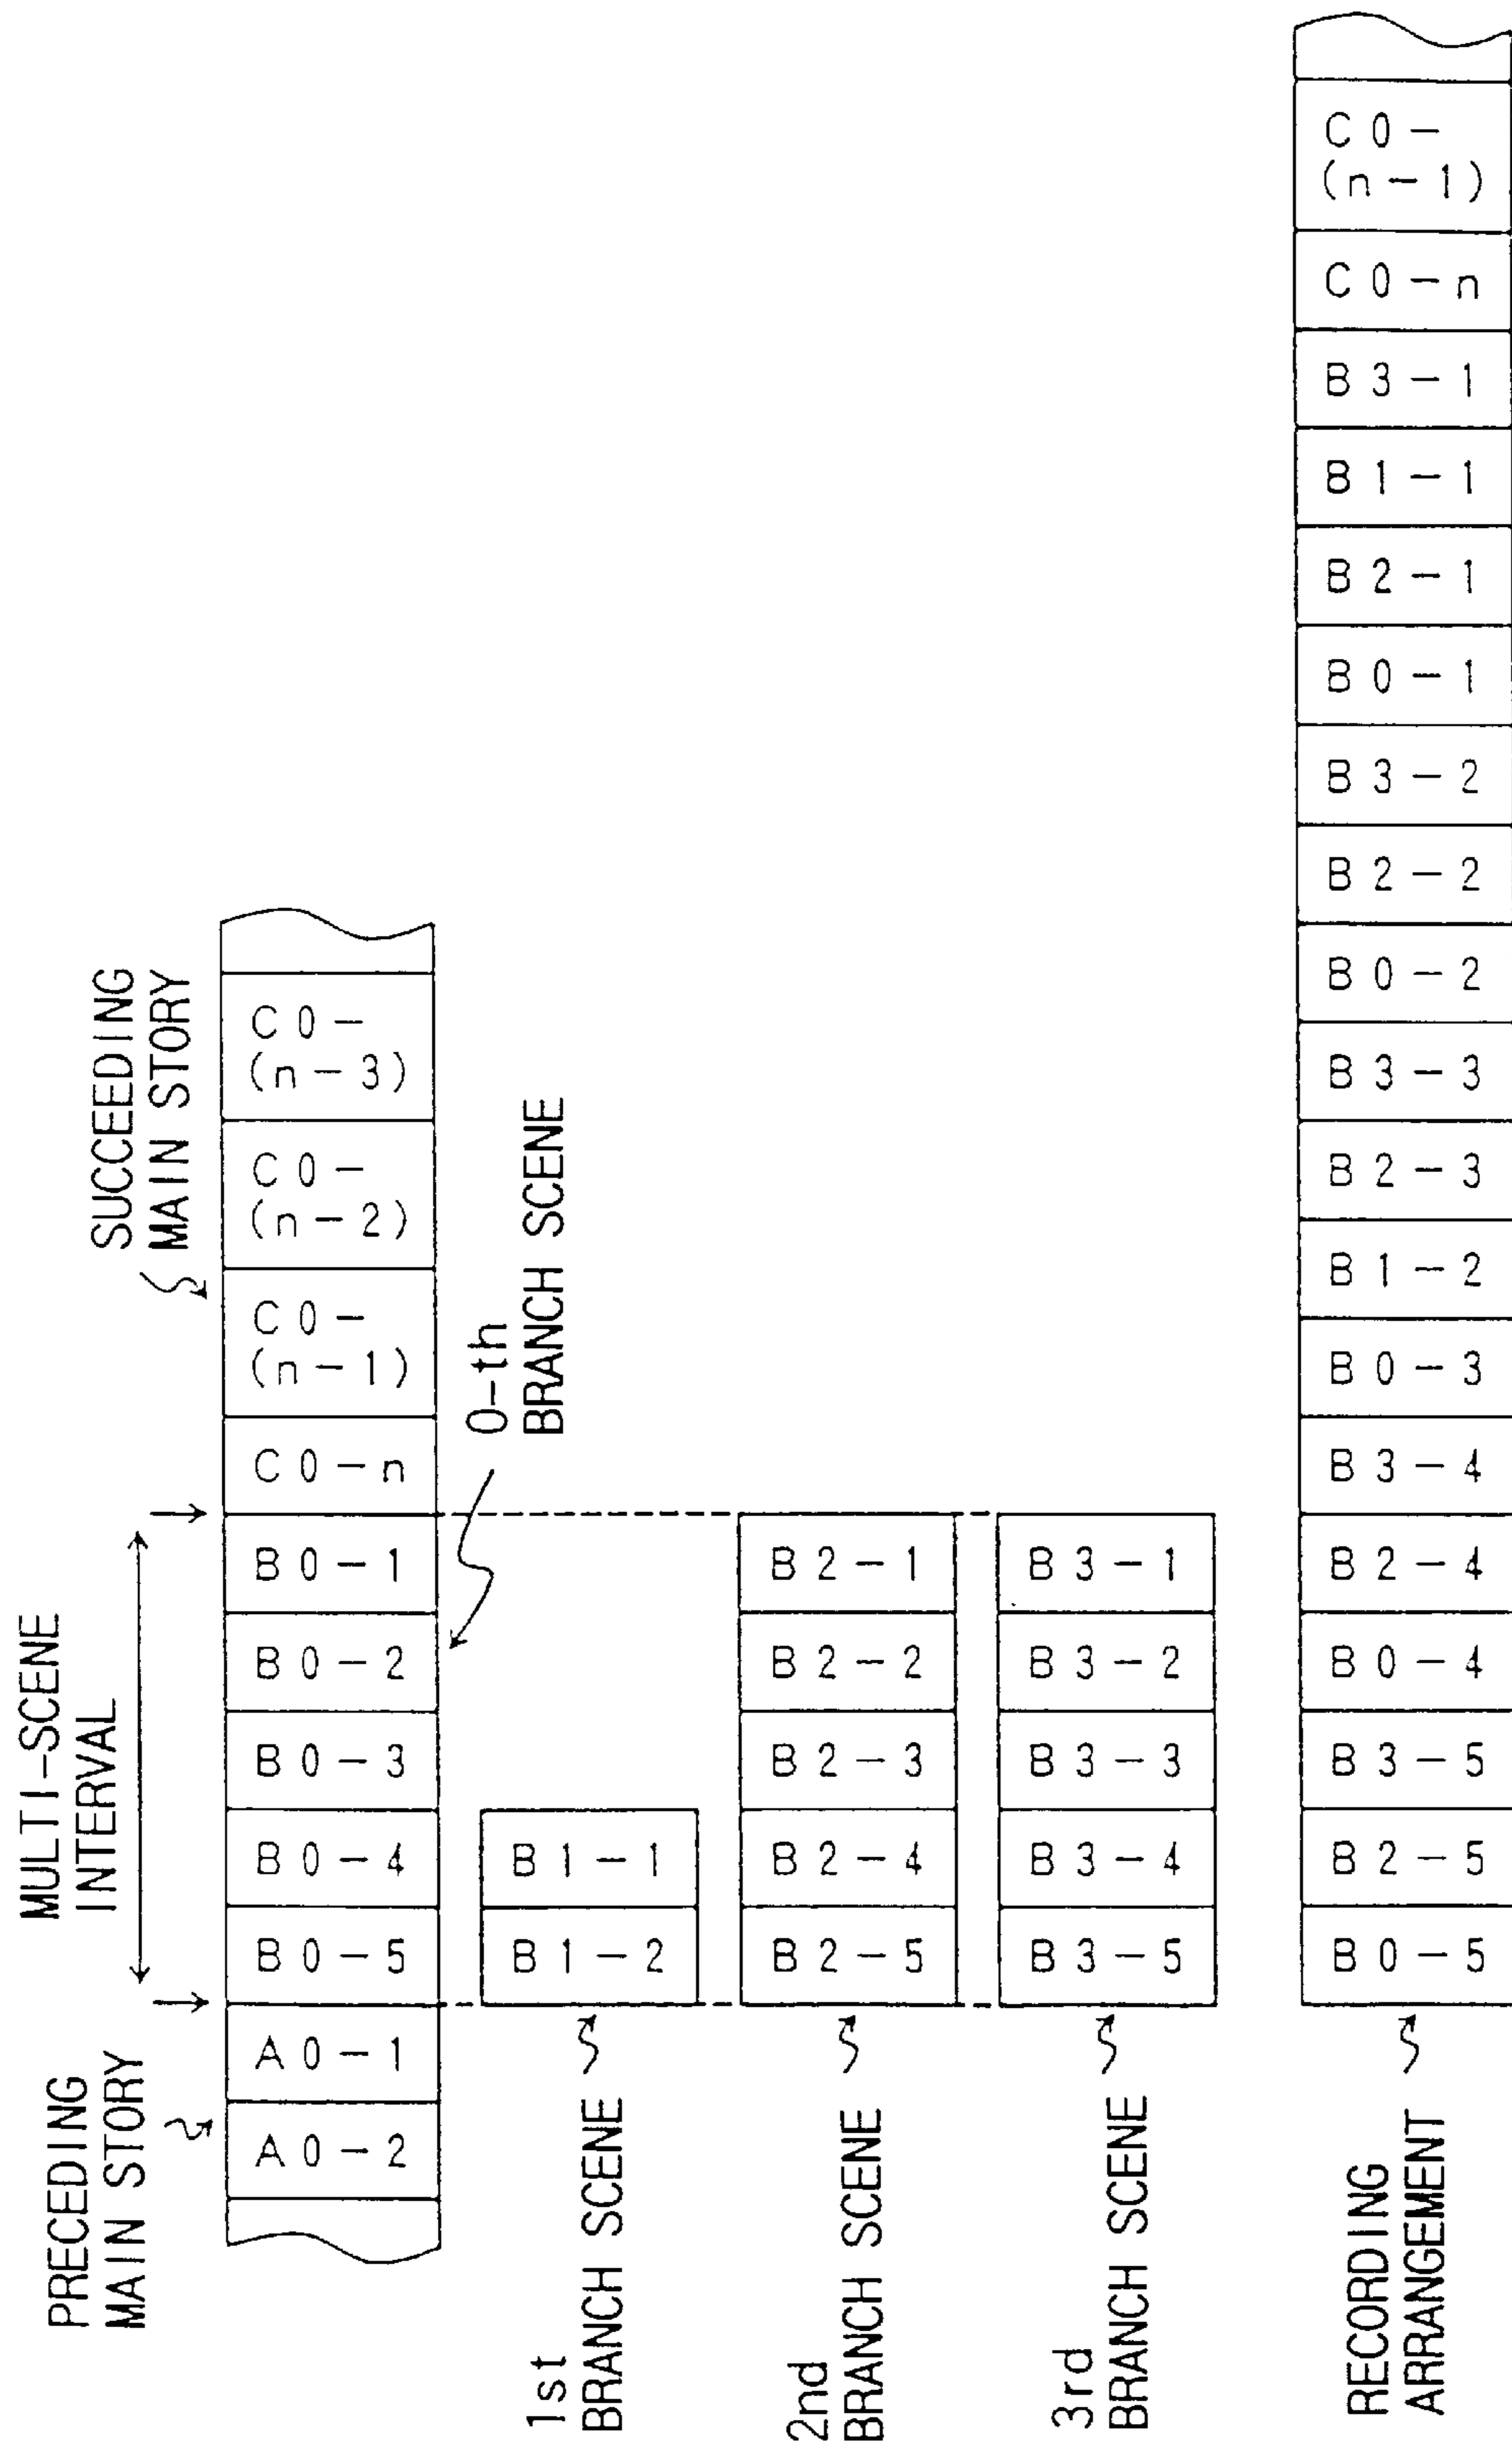 PRECEDING
MAIN STORY
MULTI-SCENE
INTERVAL
SUCCEEDING
MAIN STORY
A0-2
A0-1
B0-5
B0-4
B0-3
B0-2
B0-1
C0-n
C0-
(n-1)
C0-
(n-2)
C0-
(n-3)
0-th
BRANCH SCENE
1st
BRANCH SCENE
B1-2
B1-1
2nd
BRANCH SCENE
B2-5
B2-4
B2-3
B2-2
B2-1
3rd
BRANCH SCENE
B3-5
B3-4
B3-3
B3-2
B3-1
RECORDING
ARRANGEMENT
B0-5
B2-5
B3-5
B0-4
B2-4
B3-4
B0-3
B1-2
B2-3
B3-3
B0-2
B2-2
B3-2
B0-1
B2-1
B1-1
B3-1
C0-n
C0-
(n-1)